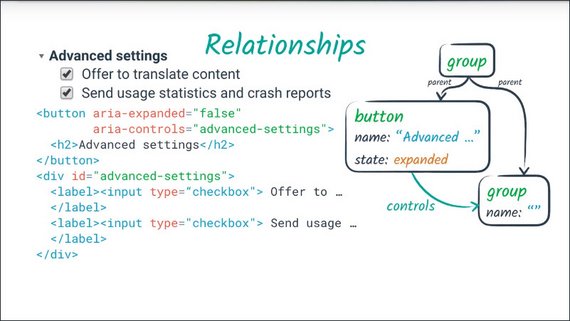 Relationships
Advanced settings
Offer to translate content
Send usage statistics and crash reports
<button aria-expanded="false"
aria-controls="advanced-settings">
<h2>Advanced settings</h2>
</button>
<div id="advanced-settings">
<label><input type=“checkbox"> Offer to …
</label>
<label><input type="checkbox"> Send usage …
</label>
</div>
group
parent
parent
button
name: “Advanced ...”
state: expanded
controls
group
name: “”